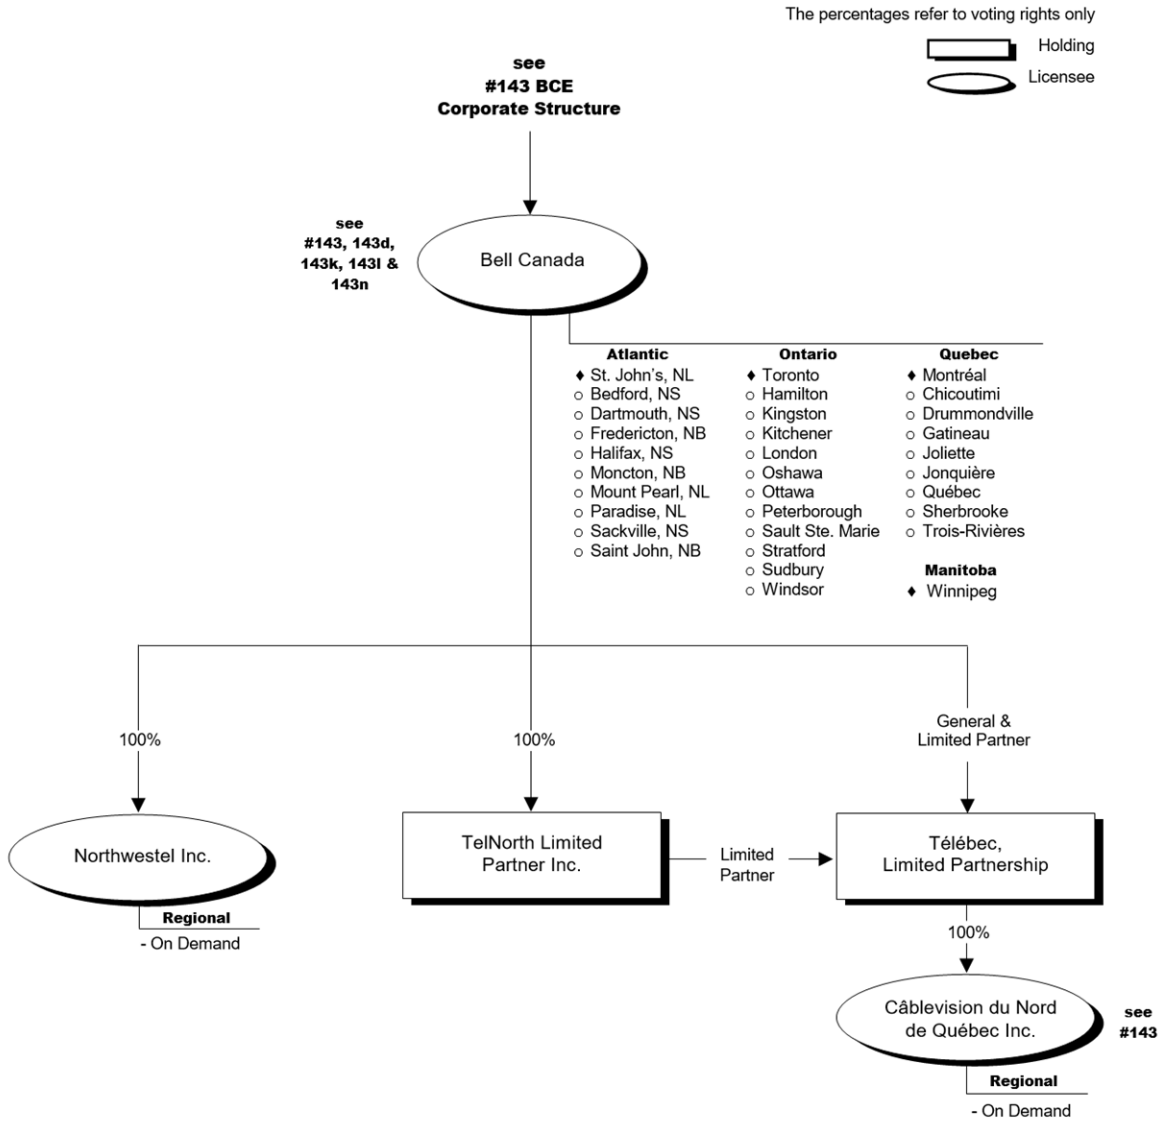 The percentages refer to voting rights only
Holding
Licensee
see
#143 BCE
Corporate Structure
see
#143, 143d,
143k, 143l &
143n
Bell Canada
Atlantic
♦ St. John's, NL
○ Bedford, NS
○ Dartmouth, NS
○ Fredericton, NB
○ Halifax, NS
○ Moncton, NB
○ Mount Pearl, NL
○ Paradise, NL
○ Sackville, NS
○ Saint John, NB
Ontario
♦ Toronto
○ Hamilton
○ Kingston
○ Kitchener
○ London
○ Oshawa
○ Ottawa
○ Peterborough
○ Sault Ste. Marie
○ Stratford
○ Sudbury
○ Windsor
Quebec
♦ Montréal
○ Chicoutimi
○ Drummondville
○ Gatineau
○ Joliette
○ Jonquière
○ Québec
○ Sherbrooke
○ Trois-Rivières
Manitoba
♦ Winnipeg
100%
100%
General &
Limited Partner
Northwestel Inc.
Regional
- On Demand
TelNorth Limited
Partner Inc.
Limited
Partner
Télébec,
Limited Partnership
100%
Câblevision du Nord
de Québec Inc.
see
#143
Regional
- On Demand